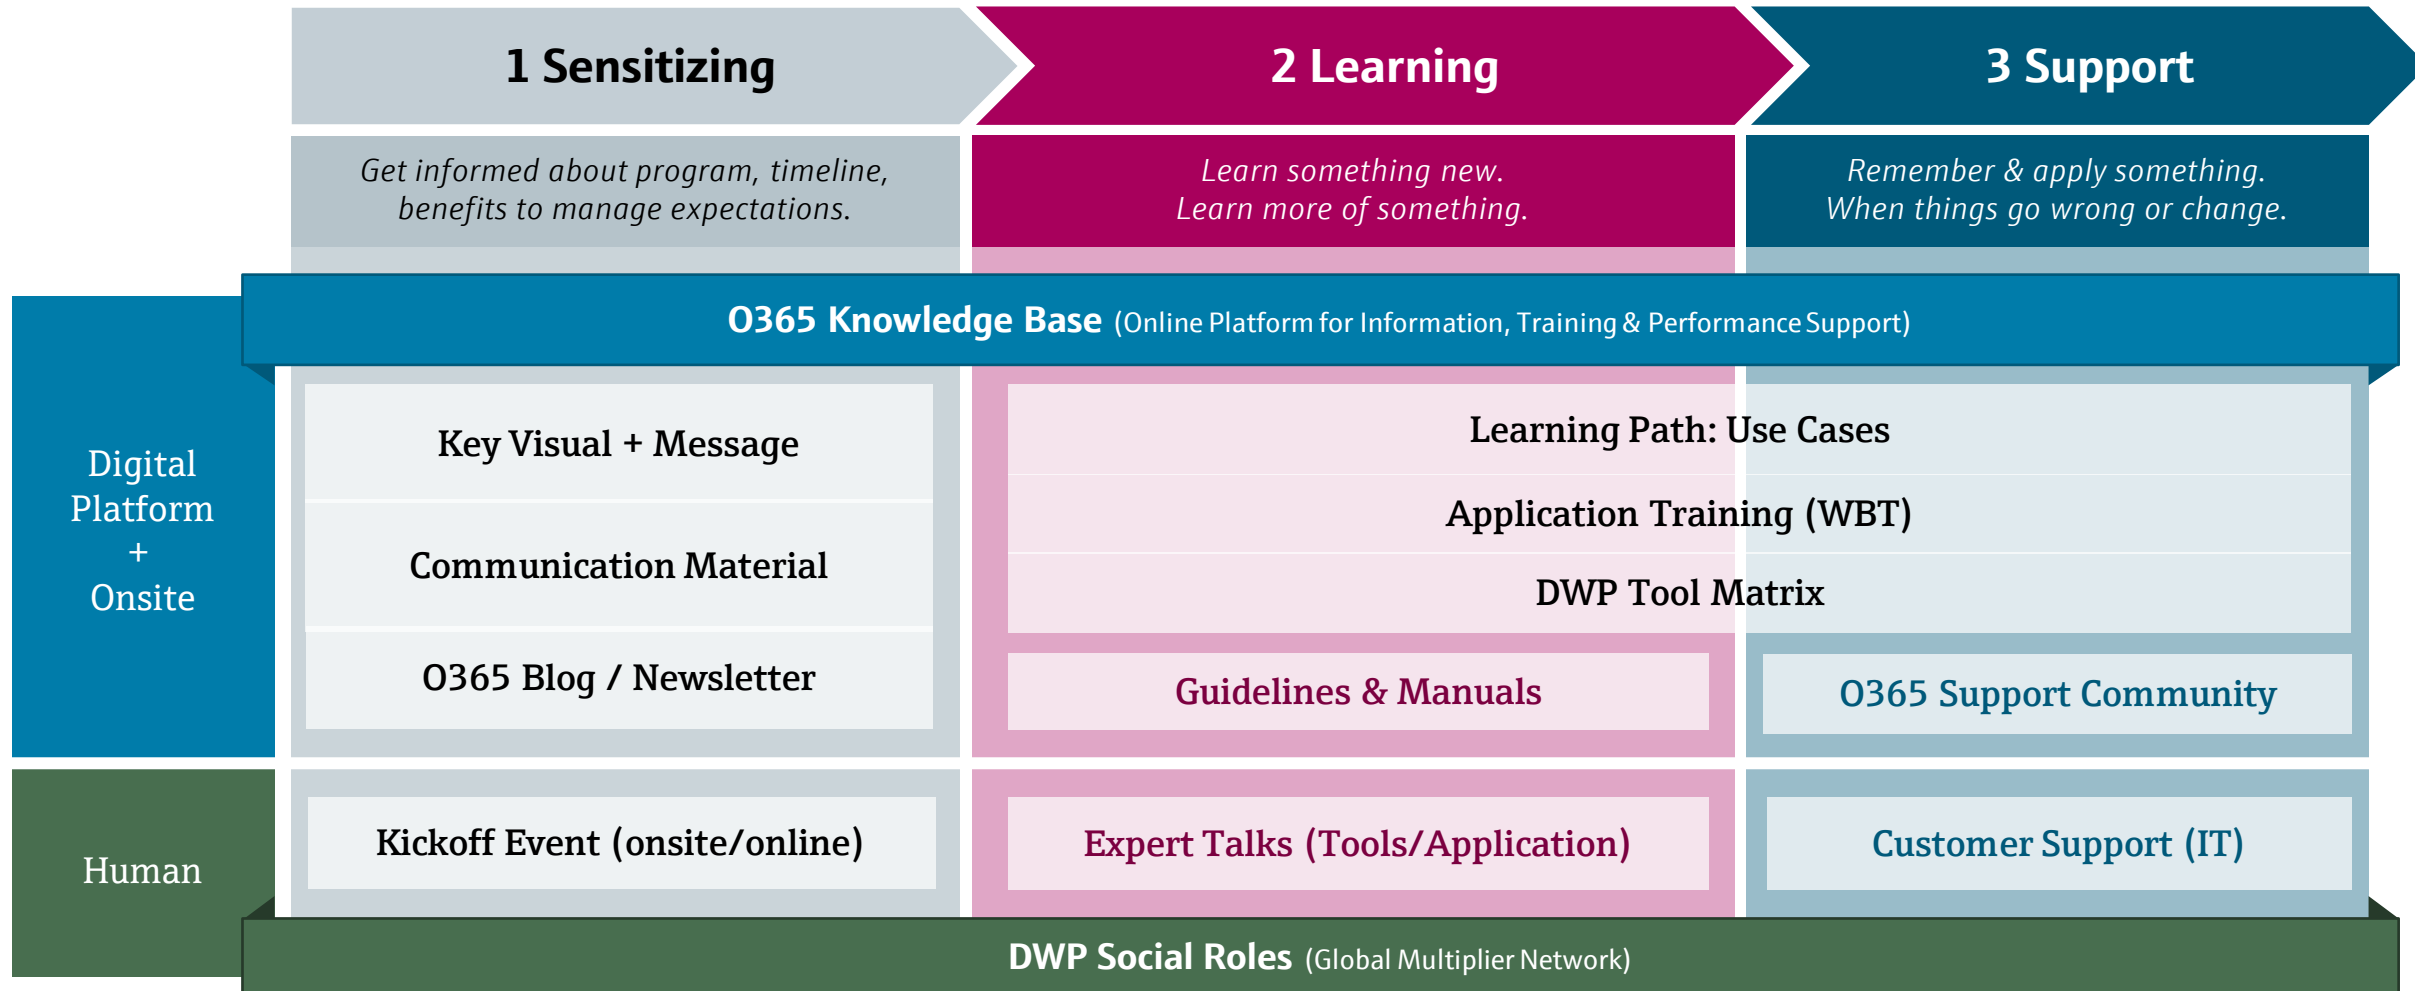 1 Sensitizing
2 Learning
3 Support
Get informed about program, timeline,
benefits to manage expectations.
Learn something new.
Learn more of something.
Remember & apply something.
When things go wrong or change.
O365 Knowledge Base (Online Platform for Information, Training & Performance Support)
Digital
Platform
+
Onsite
Key Visual + Message
Communication Material
O365 Blog / Newsletter
Learning Path: Use Cases
Application Training (WBT)
DWP Tool Matrix
Guidelines & Manuals
O365 Support Community
Human
Kickoff Event (onsite/online)
Expert Talks (Tools/Application)
Customer Support (IT)
DWP Social Roles (Global Multiplier Network)